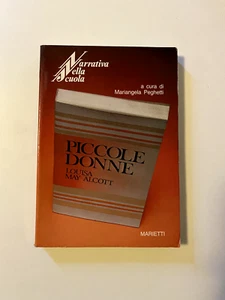 Narrativa
Nella
Scuola
a cura di
Mariangela Peghetti
PICCOLE
DONNE
LOUISA
MAY ALCOTT
MARIETTI